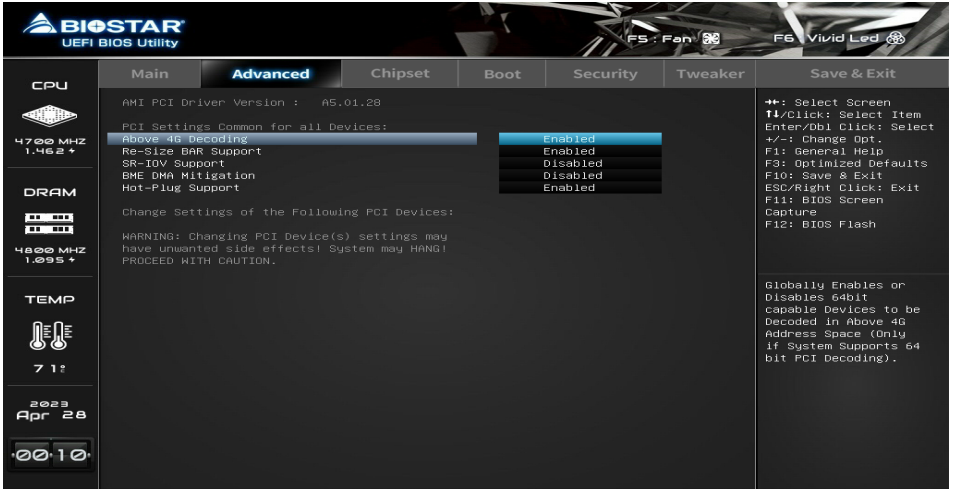 BIOSTAR®
UEFI BIOS Utility
F5 : Fan
F6 : Vivid Led
Main Advanced Chipset Boot Security Tweaker Save & Exit
CPU
4700 MHZ
1.462
DRAM
4800 MHZ
1.095
TEMP
71°C
2023
Apr 28
00:10
AMI PCI Driver Version : A5.01.28
PCI Settings Common for all Devices:
Above 4G Decoding Enabled
Re-Size BAR Support Enabled
SR-IOV Support Disabled
BME DMA Mitigation Disabled
Hot-Plug Support Enabled
Change Settings of the Following PCI Devices:
WARNING: Changing PCI Device(s) settings may
have unwanted side effects! System may HANG!
PROCEED WITH CAUTION.
→←: Select Screen
↑↓/Click: Select Item
Enter/Dbl Click: Select
+/-: Change Opt.
F1: General Help
F3: Optimized Defaults
F10: Save & Exit
ESC/Right Click: Exit
F11: BIOS Screen
Capture
F12: BIOS Flash
Globally Enables or
Disables 64bit
capable Devices to be
Decoded in Above 4G
Address Space (Only
if System Supports 64
bit PCI Decoding).